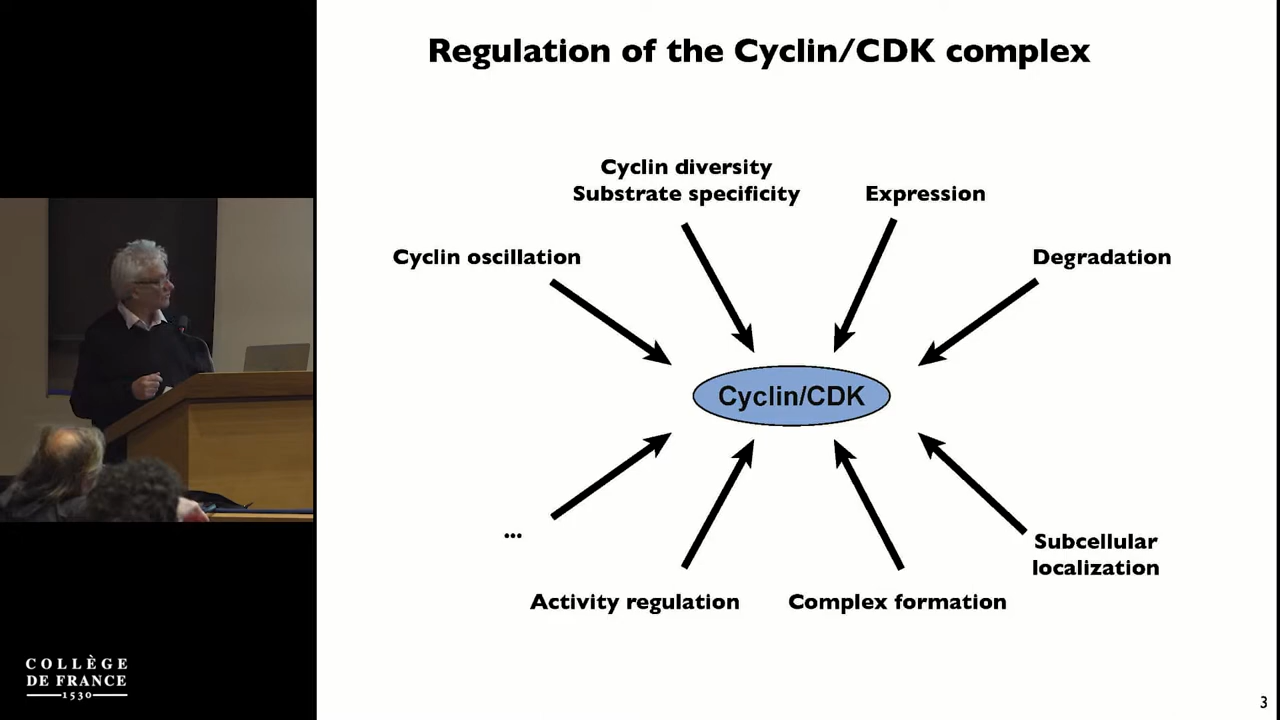 Regulation of the Cyclin/CDK complex
Cyclin diversity
Substrate specificity
Expression
Cyclin oscillation
Degradation
Cyclin/CDK
...
Subcellular
localization
Activity regulation
Complex formation
COLLÈGE
DE FRANCE
1530
3